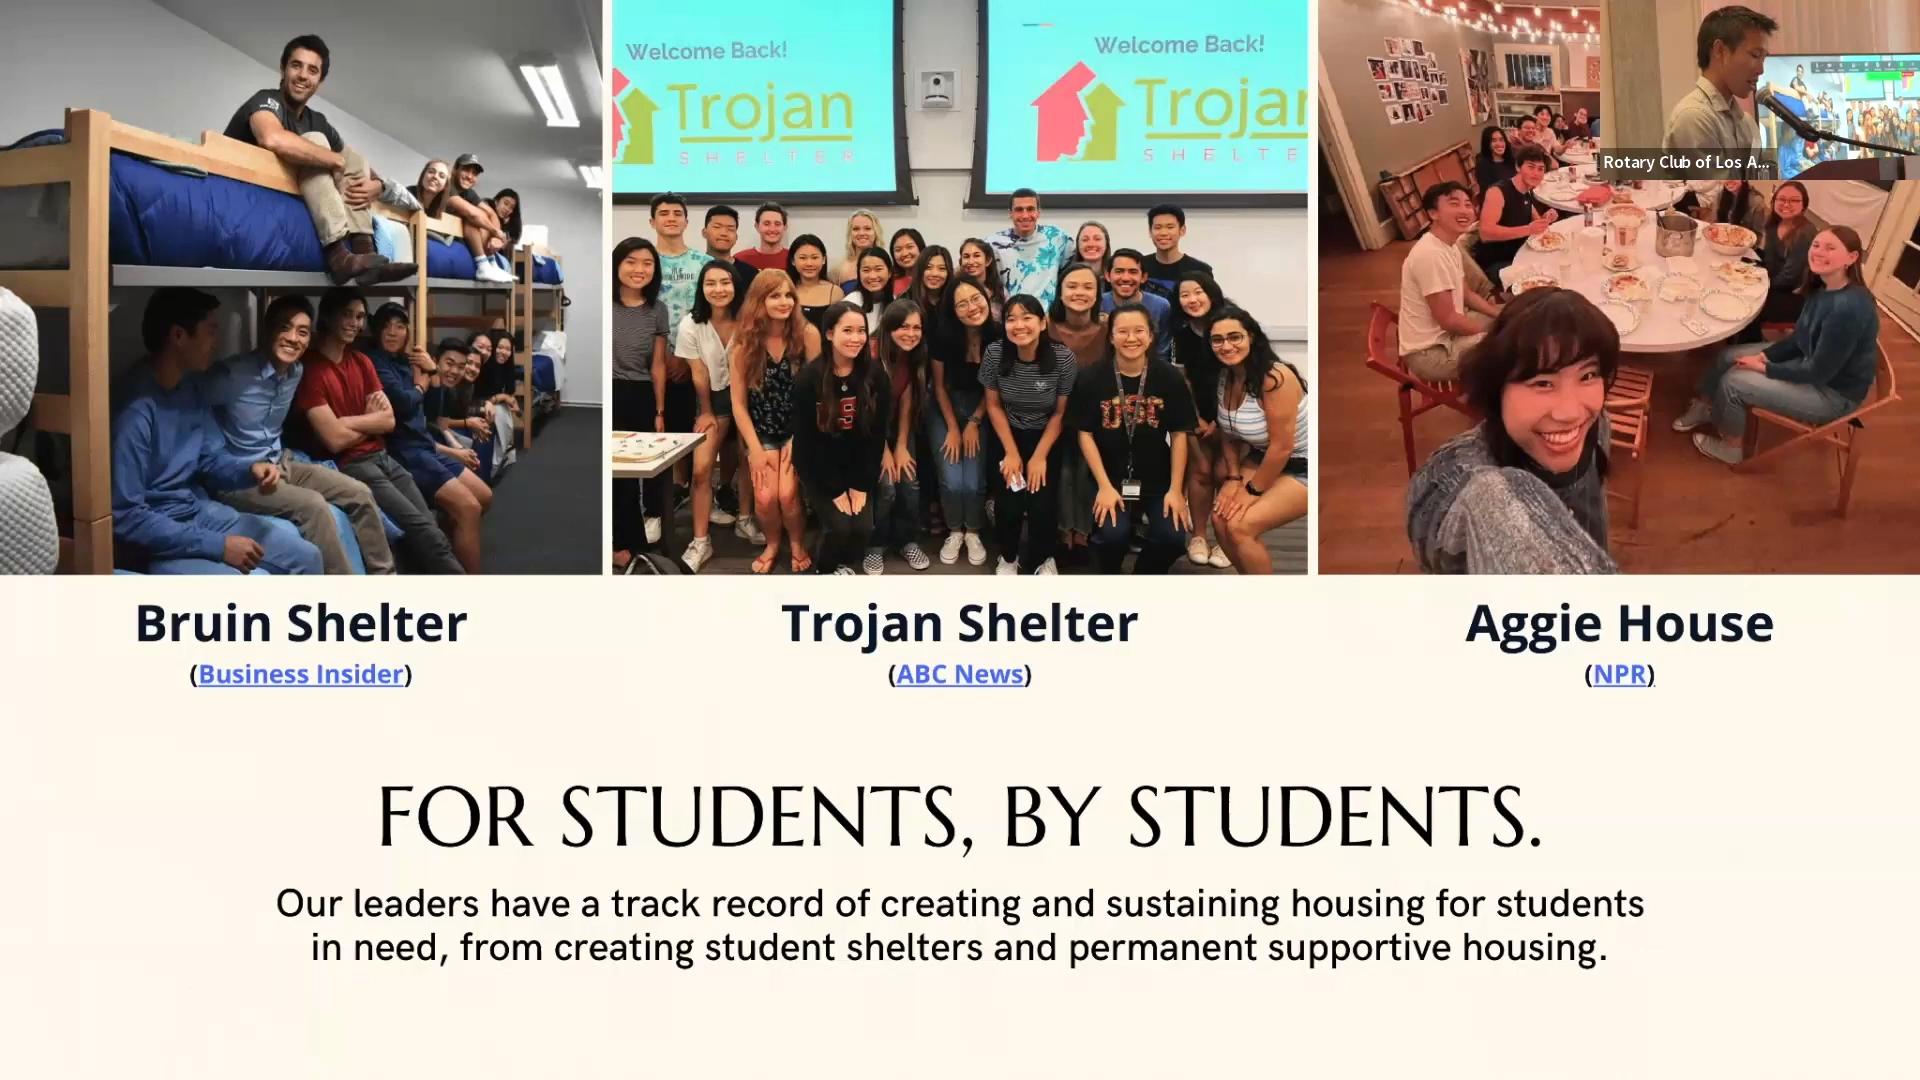 Welcome Back!
Trojan
SHELTER
Welcome Back!
Trojan
SHELTE
Rotary Club of Los A...
USC
Bruin Shelter
(Business Insider)
Trojan Shelter
(ABC News)
Aggie House
(NPR)
FOR STUDENTS, BY STUDENTS.
Our leaders have a track record of creating and sustaining housing for students
in need, from creating student shelters and permanent supportive housing.